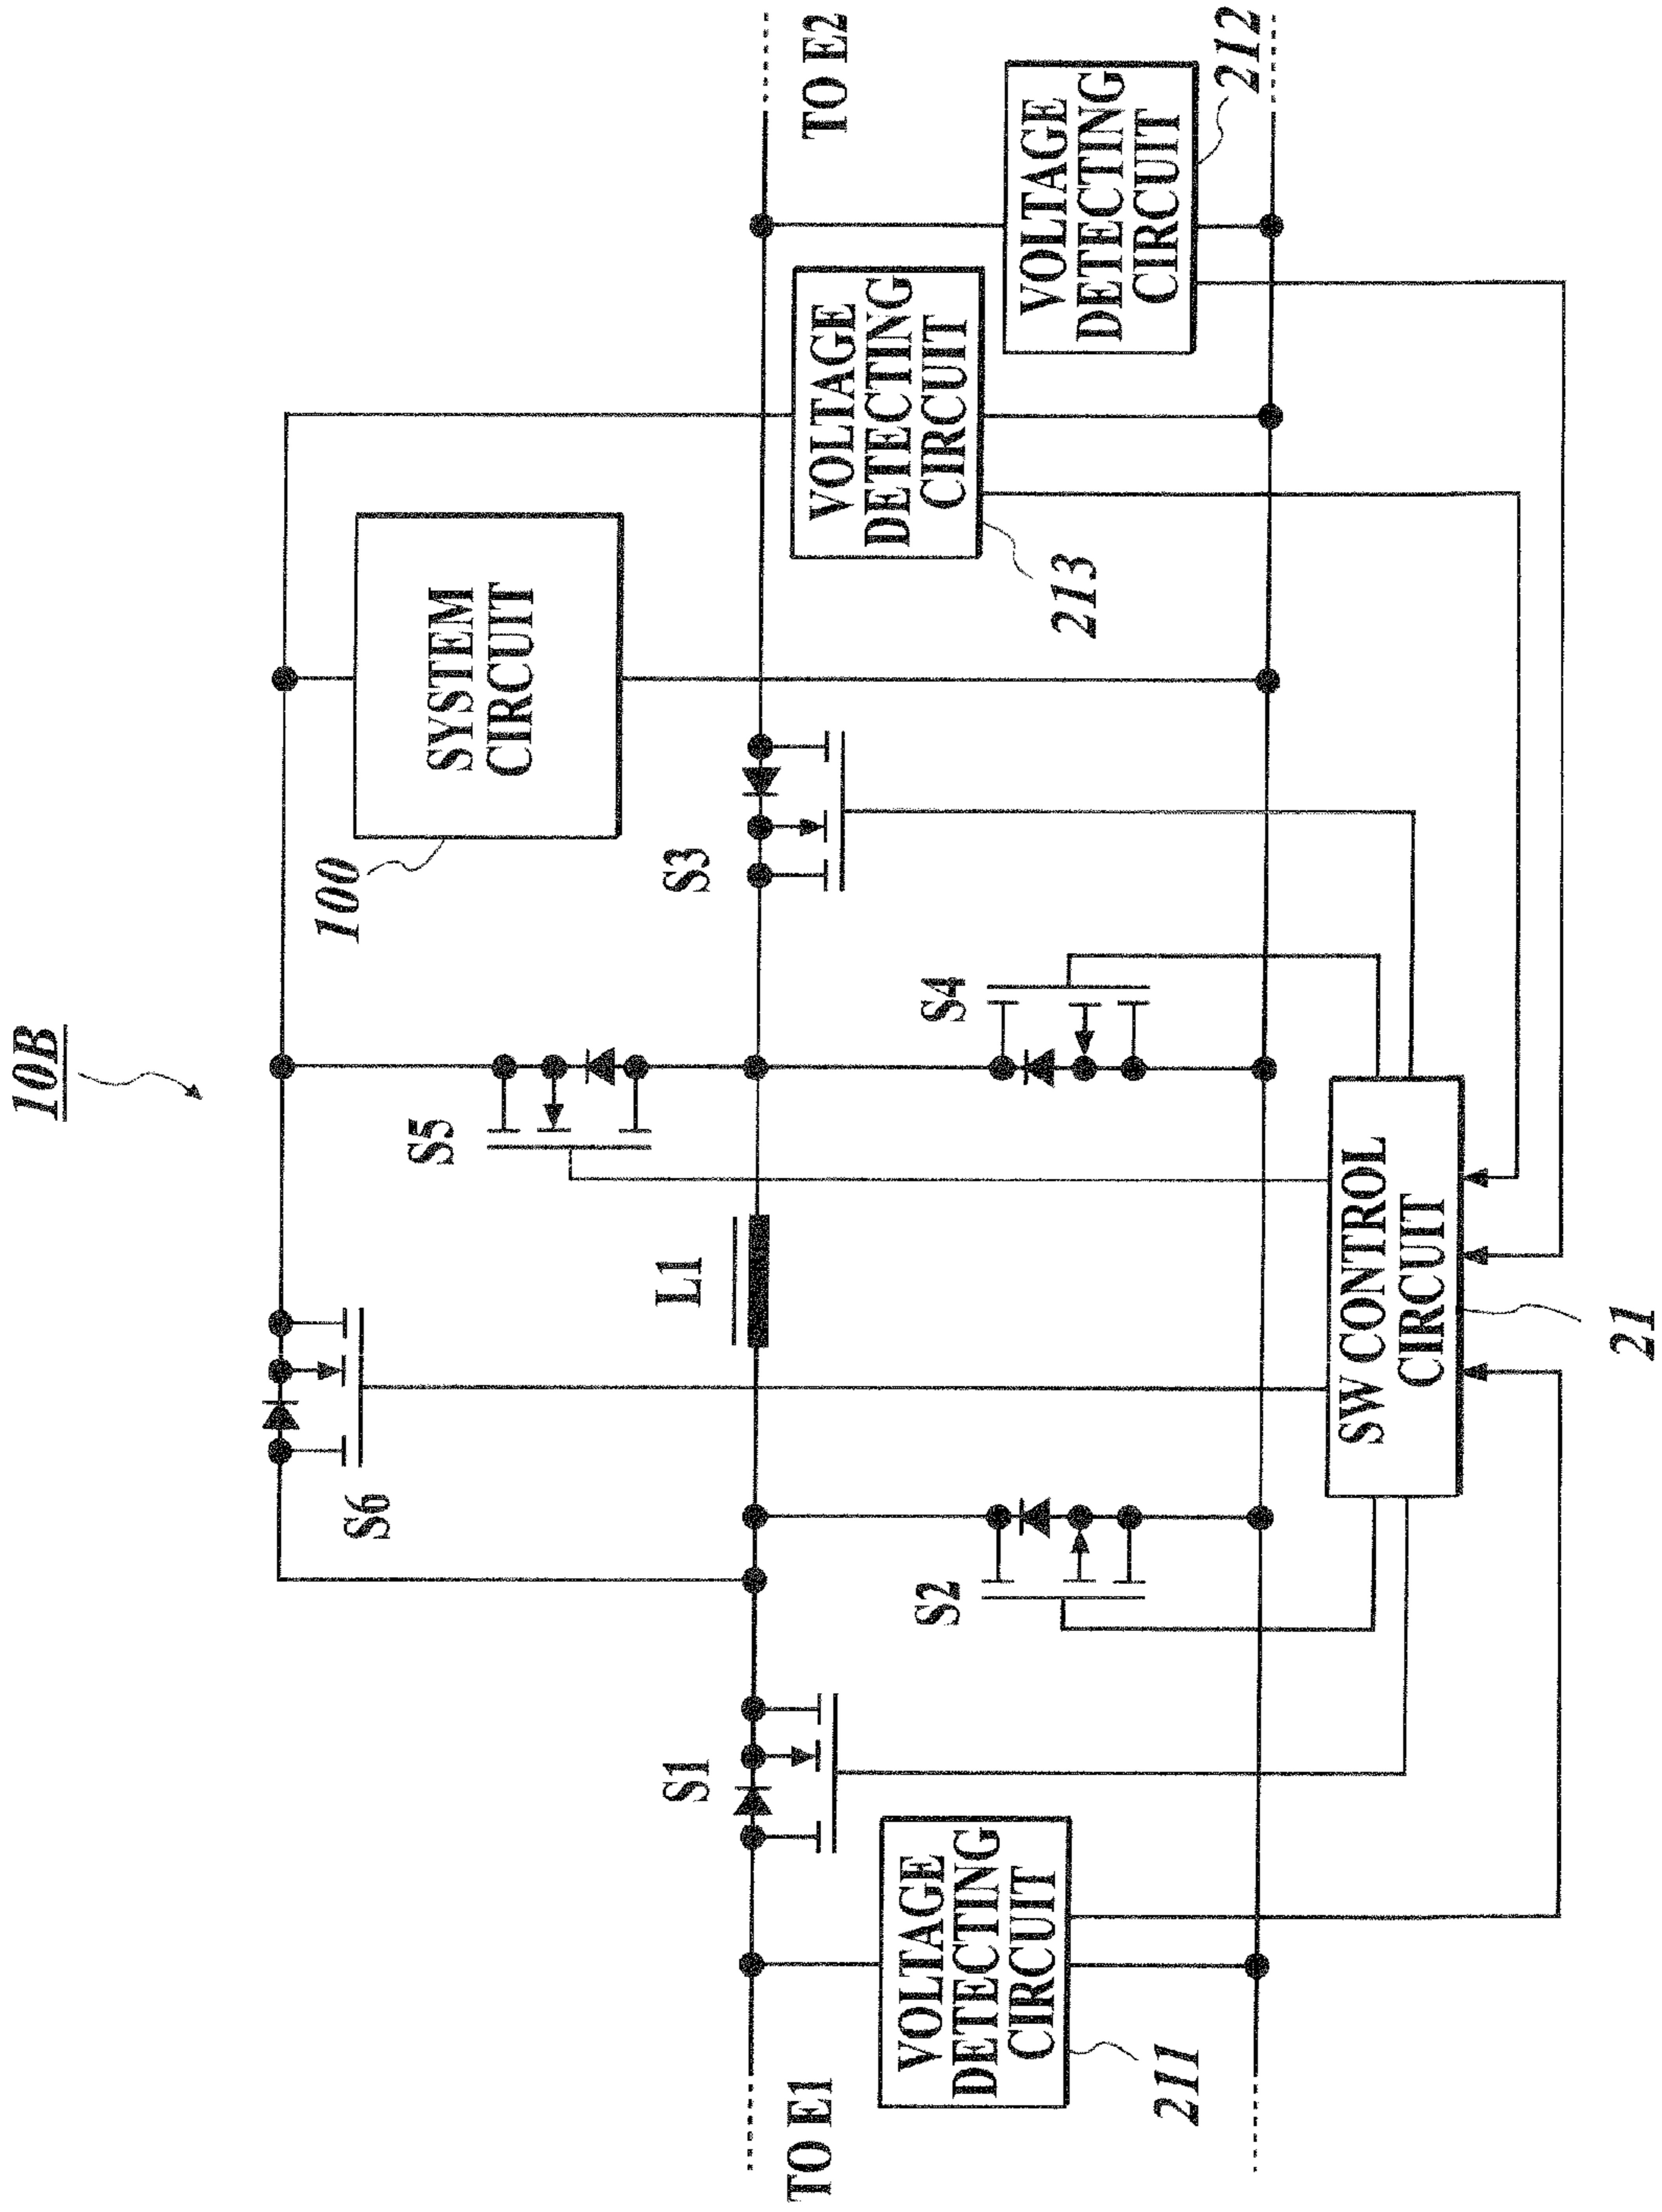 10B
SYSTEM
CIRCUIT
100
S6
S5
L1
S1
S3
TO E1
TO E2
VOLTAGE
DETECTING
CIRCUIT
211
S2
S4
VOLTAGE
DETECTING
CIRCUIT
213
VOLTAGE
DETECTING
CIRCUIT
212
SW CONTROL
CIRCUIT
21